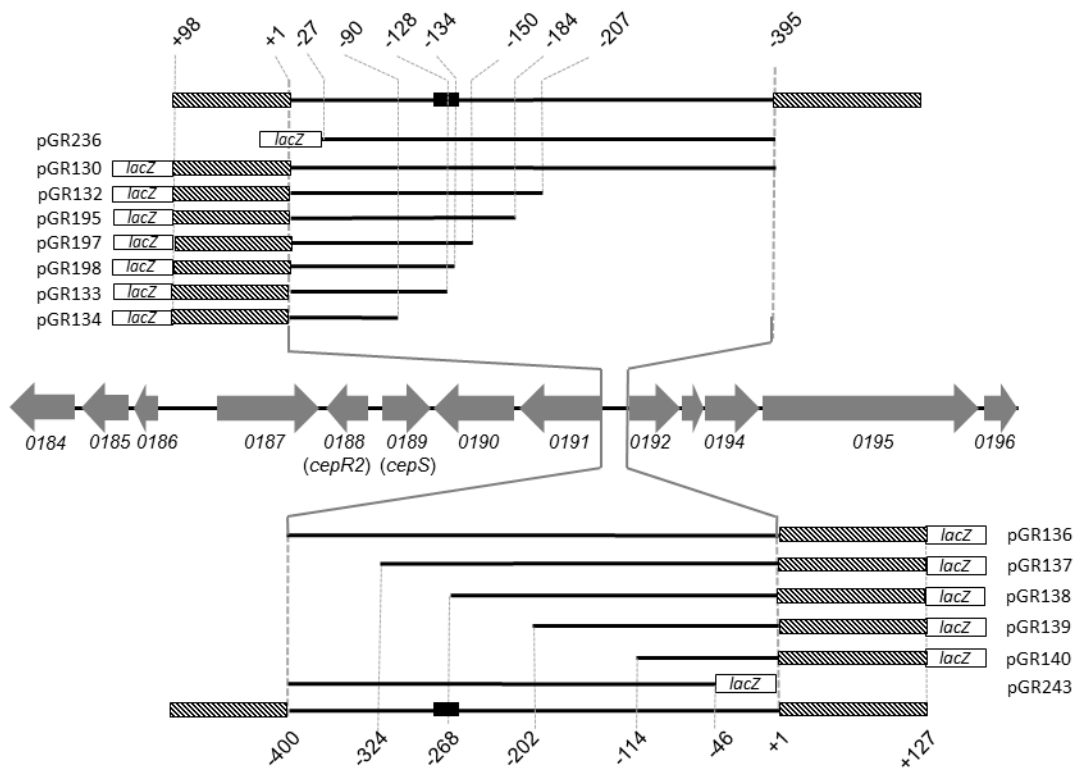 +98 +1 -27 -90 -128 -134 -150 -184 -207 -395
pGR236 lacZ
pGR130 lacZ
pGR132 lacZ
pGR195 lacZ
pGR197 lacZ
pGR198 lacZ
pGR133 lacZ
pGR134 lacZ
0184 0185 0186 0187 0188 0189 0190 0191 0192 0194 0195 0196
(cepR2) (cepS)
lacZ pGR136
lacZ pGR137
lacZ pGR138
lacZ pGR139
lacZ pGR140
lacZ pGR243
-400 -324 -268 -202 -114 -46 +1 +127